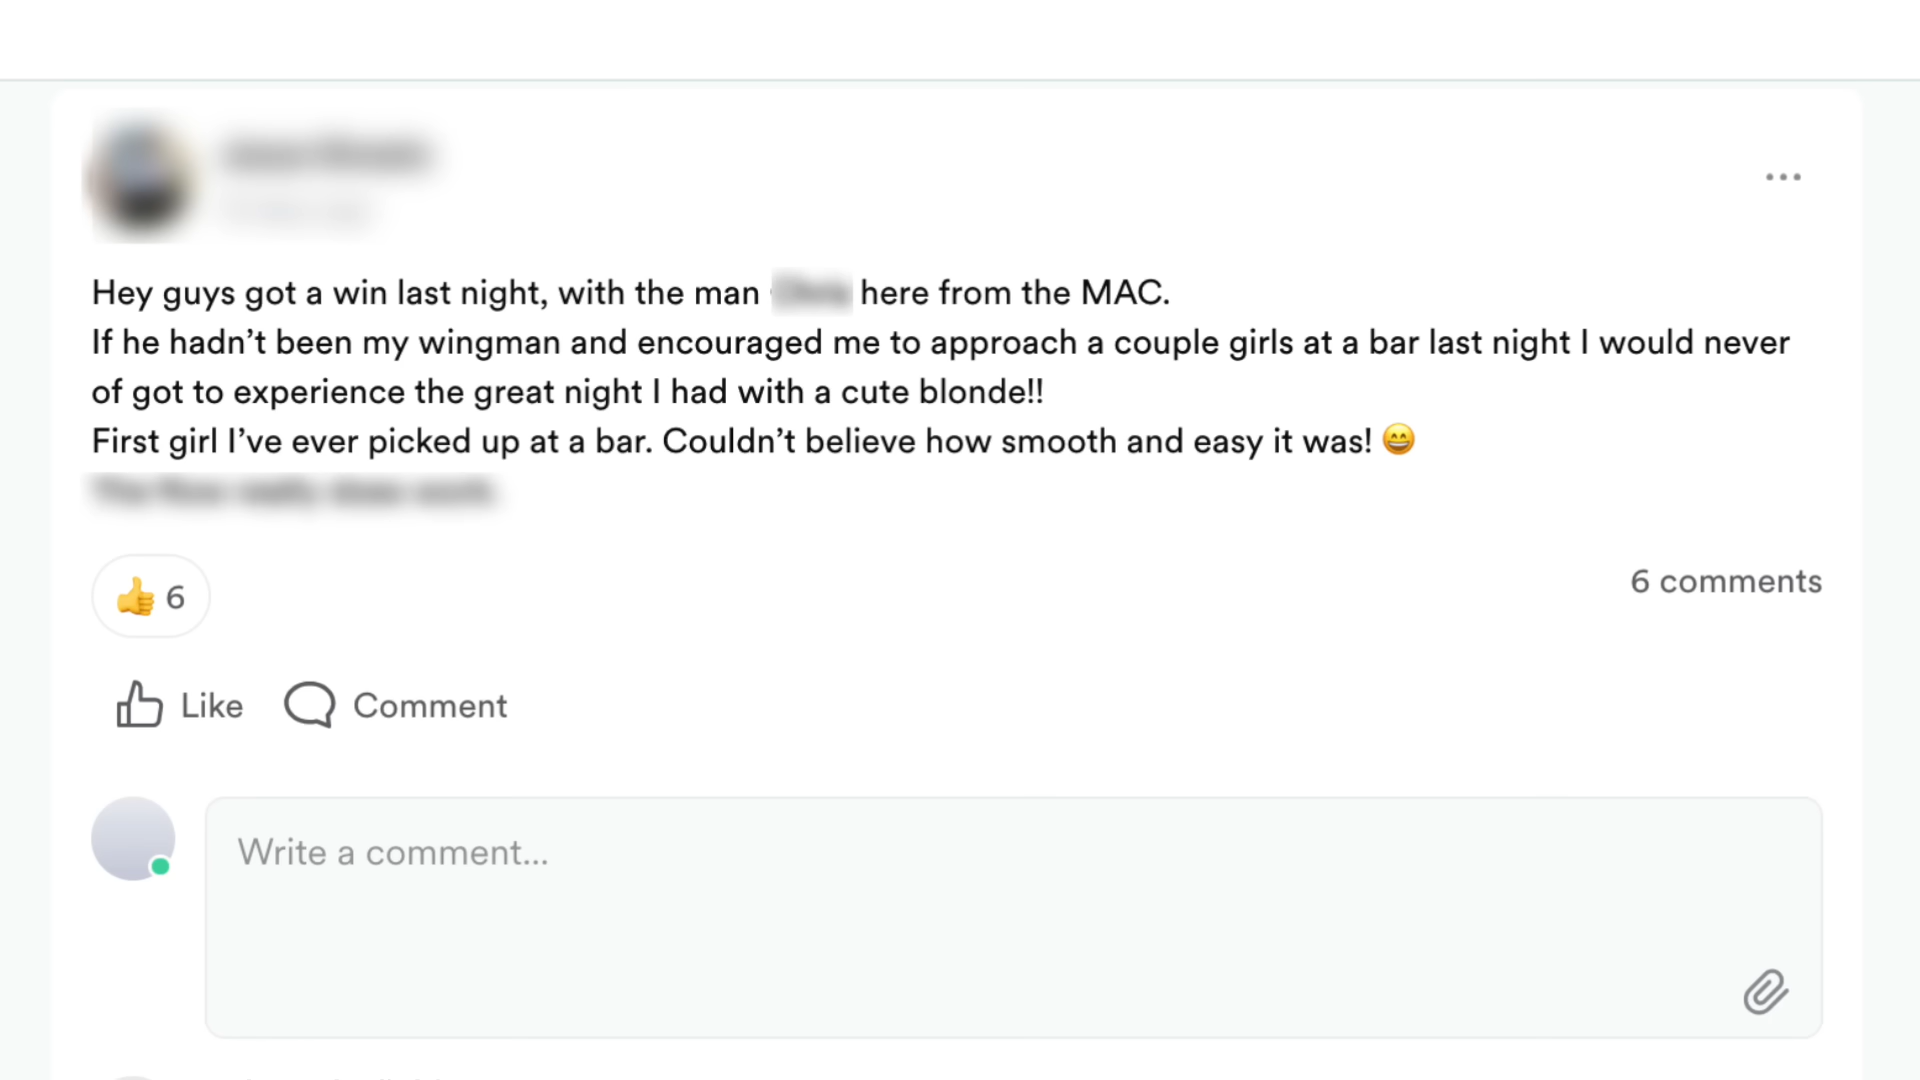 Hey guys got a win last night, with the man here from the MAC.
If he hadn’t been my wingman and encouraged me to approach a couple girls at a bar last night I would never
of got to experience the great night I had with a cute blonde!!
First girl I’ve ever picked up at a bar. Couldn’t believe how smooth and easy it was! 😄
👍 6
6 comments
Like Comment
Write a comment...